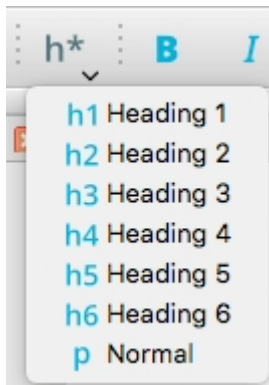 h* B I
h1 Heading 1
h2 Heading 2
h3 Heading 3
h4 Heading 4
h5 Heading 5
h6 Heading 6
p Normal